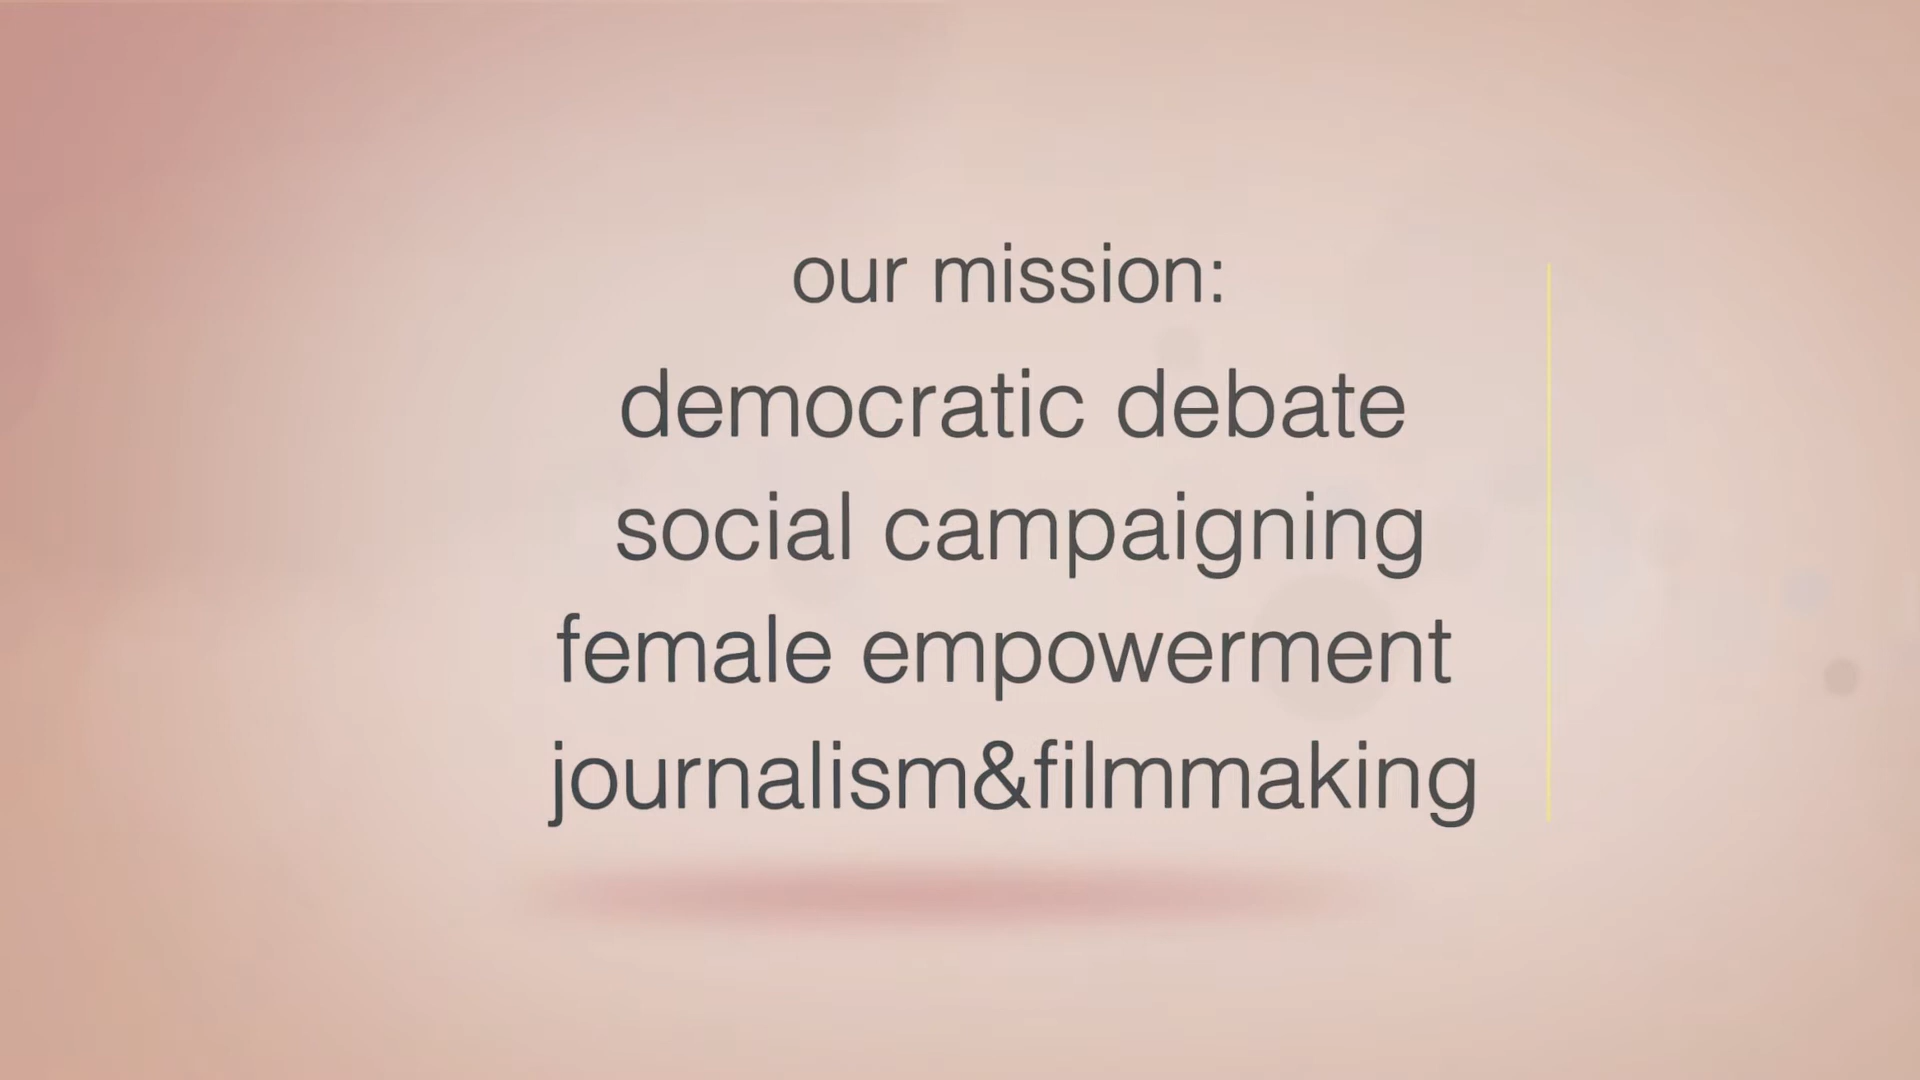 our mission:
democratic debate
social campaigning
female empowerment
journalism&filmmaking